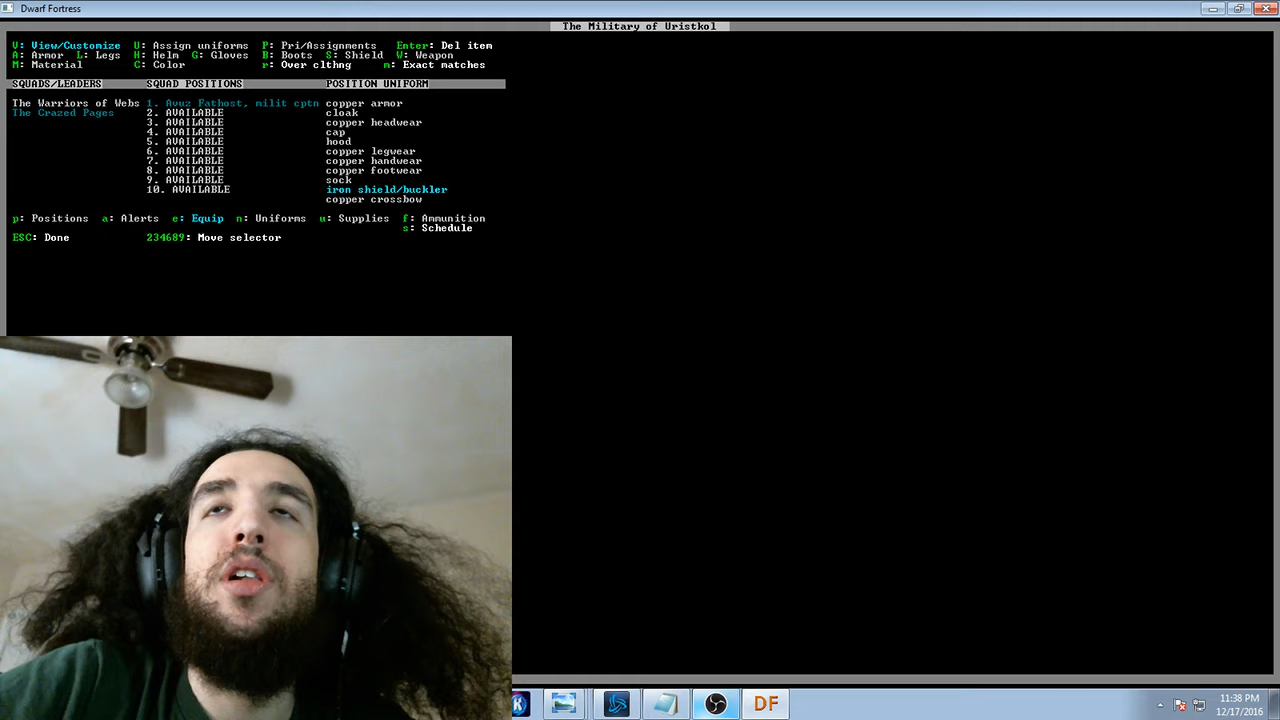 Dwarf Fortress
The Military of Uristkol
V: View/Customize U: Assign uniforms P: Pri/Assignments Enter: Del item
A: Armor L: Legs H: Helm G: Gloves B: Boots S: Shield W: Weapon
M: Material C: Color r: Over clthng m: Exact matches
SQUADS/LEADERS SQUAD POSITIONS POSITION UNIFORM
The Warriors of Webs 1. Avuz Fathost, milit cptn copper armor
The Crazed Pages 2. AVAILABLE cloak
3. AVAILABLE copper headwear
4. AVAILABLE cap
5. AVAILABLE hood
6. AVAILABLE copper legwear
7. AVAILABLE copper handwear
8. AVAILABLE copper footwear
9. AVAILABLE sock
10. AVAILABLE iron shield/buckler
copper crossbow
p: Positions a: Alerts e: Equip n: Uniforms u: Supplies f: Ammunition
s: Schedule
ESC: Done 234689: Move selector
K
DF
11:38 PM
12/17/2016